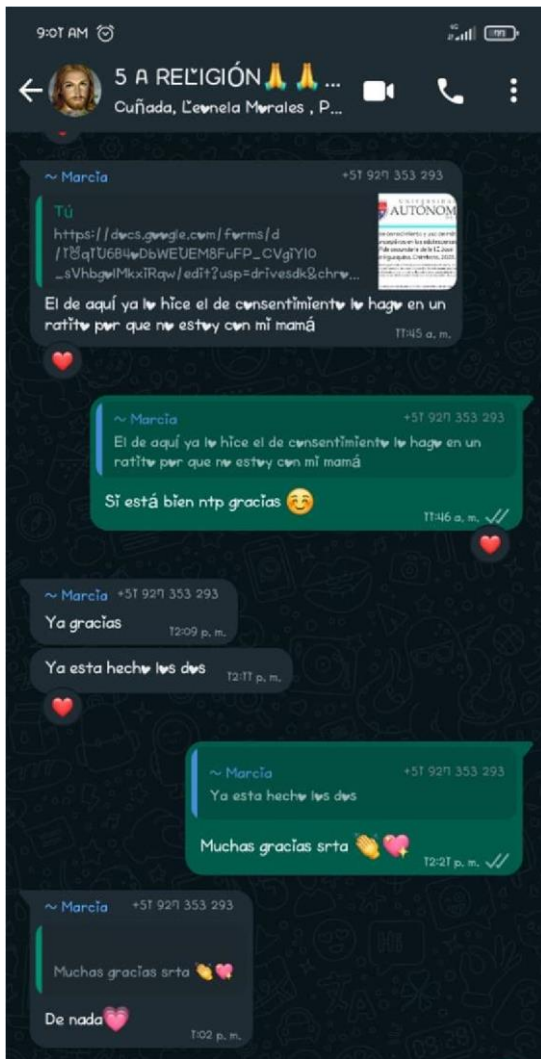 9:01 AM
5 A RELIGIÓN🙏🙏...
Cuñada, Leonela Morales , P...
~ Marcia +51 927 353 293
Tú
https://docs.google.com/forms/d
_sVhbgolMkxiRqw/edit?usp=drivesdk&chro...
AUTÓNOM
El de aquí ya lo hice el de consentimiento lo hago en un
ratito por que no estoy con mi mamá
11:45 a. m.
~ Marcia +51 927 353 293
El de aquí ya lo hice el de consentimiento lo hago en un
ratito por que no estoy con mi mamá
Si está bien ntp gracias ☺️
11:46 a. m.
~ Marcia +51 927 353 293
Ya gracias
12:09 p. m.
Ya esta hecho los dos
12:11 p. m.
~ Marcia +51 927 353 293
Ya esta hecho los dos
Muchas gracias srta 👏💖
12:21 p. m.
~ Marcia +51 927 353 293
Muchas gracias srta 👏💖
De nada💗
1:02 p. m.